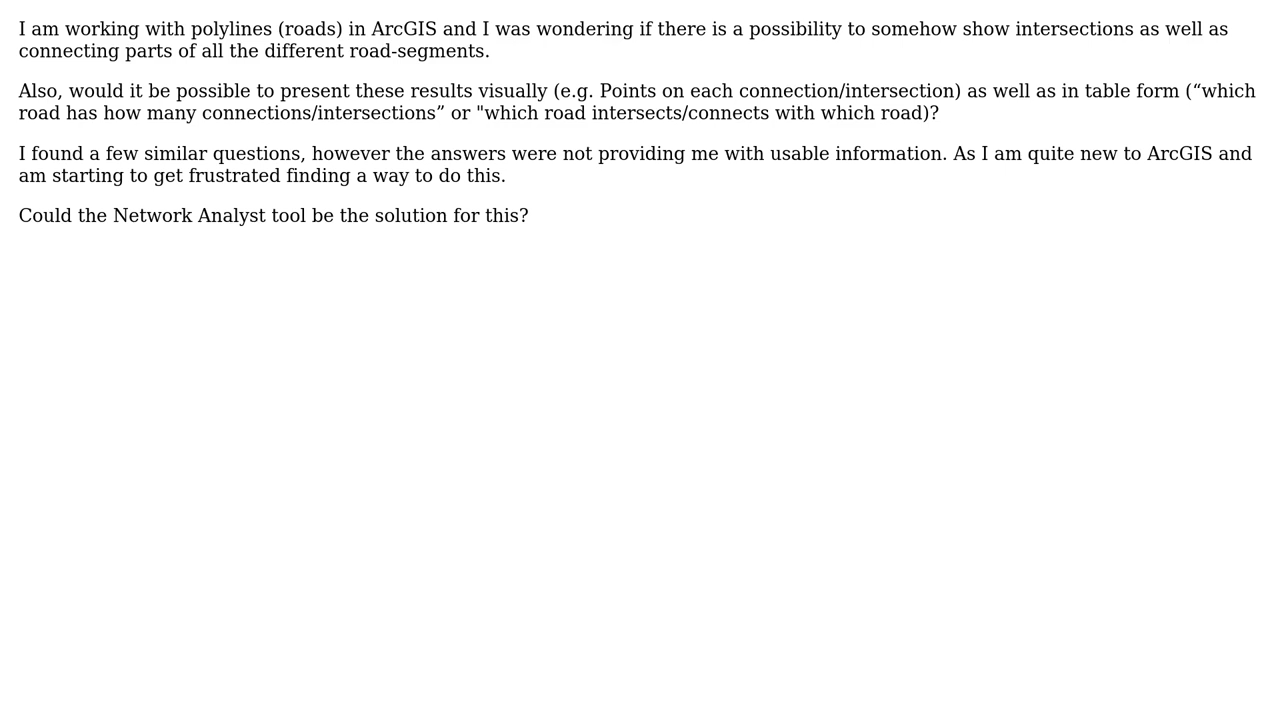 I am working with polylines (roads) in ArcGIS and I was wondering if there is a possibility to somehow show intersections as well as
connecting parts of all the different road-segments.
Also, would it be possible to present these results visually (e.g. Points on each connection/intersection) as well as in table form (“which
road has how many connections/intersections” or "which road intersects/connects with which road)?
I found a few similar questions, however the answers were not providing me with usable information. As I am quite new to ArcGIS and
am starting to get frustrated finding a way to do this.
Could the Network Analyst tool be the solution for this?